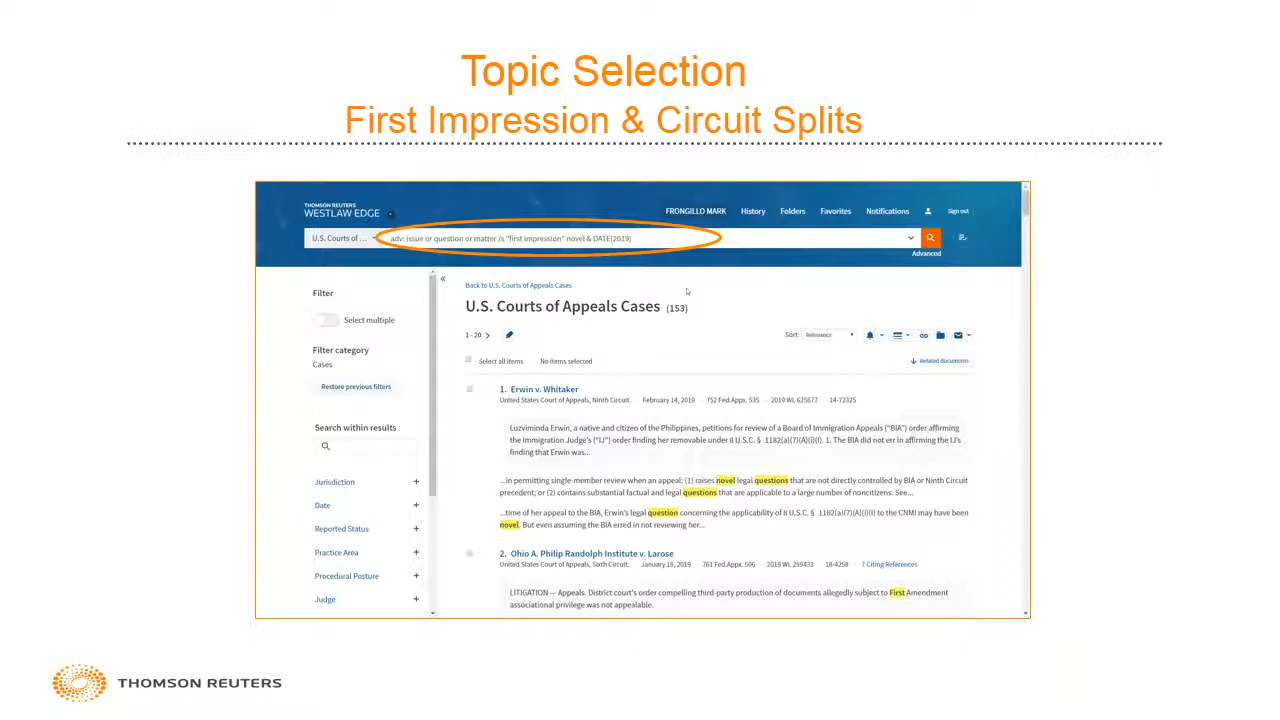 Topic Selection
First Impression & Circuit Splits
THOMSON REUTERS
WESTLAW EDGE
FRONGILLO MARK History Folders Favorites Notifications Sign out
U.S. Courts of ... adv: issue or question or matter /s "first impression" novel & DATE(2019)
Advanced
Filter
Select multiple
Filter category
Cases
Restore previous filters
Search within results
Jurisdiction +
Date +
Reported Status +
Practice Area +
Procedural Posture +
Judge +
Back to U.S. Courts of Appeals Cases
U.S. Courts of Appeals Cases (153)
1 - 20
Sort: Relevance
Select all items No items selected
Related documents
1. Erwin v. Whitaker
United States Court of Appeals, Ninth Circuit. February 14, 2019 752 Fed.Appx. 535 2019 WL 625677 14-72325
Luzviminda Erwin, a native and citizen of the Philippines, petitions for review of a Board of Immigration Appeals ("BIA") order affirming
the Immigration Judge's ("IJ") order finding her removable under 8 U.S.C. § 1182(a)(7)(A)(i)(I). 1. The BIA did not err in affirming the IJ's
finding that Erwin was...
...in permitting single-member review when an appeal: (1) raises novel legal questions that are not directly controlled by BIA or Ninth Circuit
precedent; or (2) contains substantial factual and legal questions that are applicable to a large number of noncitizens. See...
...time of her appeal to the BIA, Erwin's legal question concerning the applicability of 8 U.S.C. § 1182(a)(7)(A)(i)(I) to the CNMI may have been
novel. But even assuming the BIA erred in not reviewing her...
2. Ohio A. Philip Randolph Institute v. Larose
United States Court of Appeals, Sixth Circuit. January 18, 2019 761 Fed.Appx. 506 2019 WL 259431 18-4258 7 Citing References
LITIGATION — Appeals. District court's order compelling third-party production of documents allegedly subject to First Amendment
associational privilege was not appealable.
THOMSON REUTERS